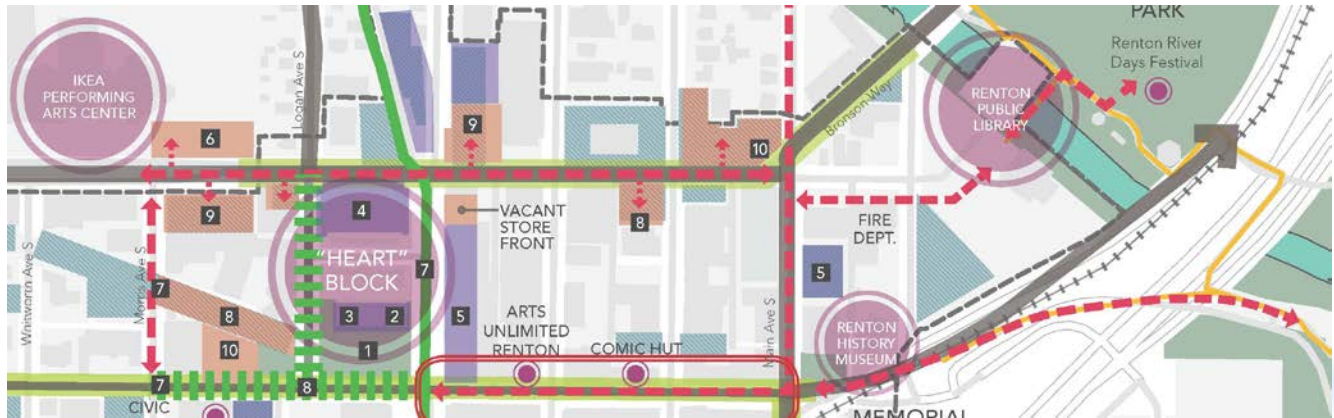 PARK
Renton River
Days Festival
IKEA
PERFORMING
ARTS CENTER
Logan Ave S
RENTON
PUBLIC
LIBRARY
Bronson Way
6
9
10
9
4
8
VACANT
STORE
FRONT
FIRE
DEPT.
"HEART"
BLOCK
7
Whitworth Ave S
Morris Ave S
Main Ave S
7
8
10
3
2
1
5
5
ARTS
UNLIMITED
RENTON
COMIC HUT
RENTON
HISTORY
MUSEUM
7
8
CIVIC
MEMORIAL